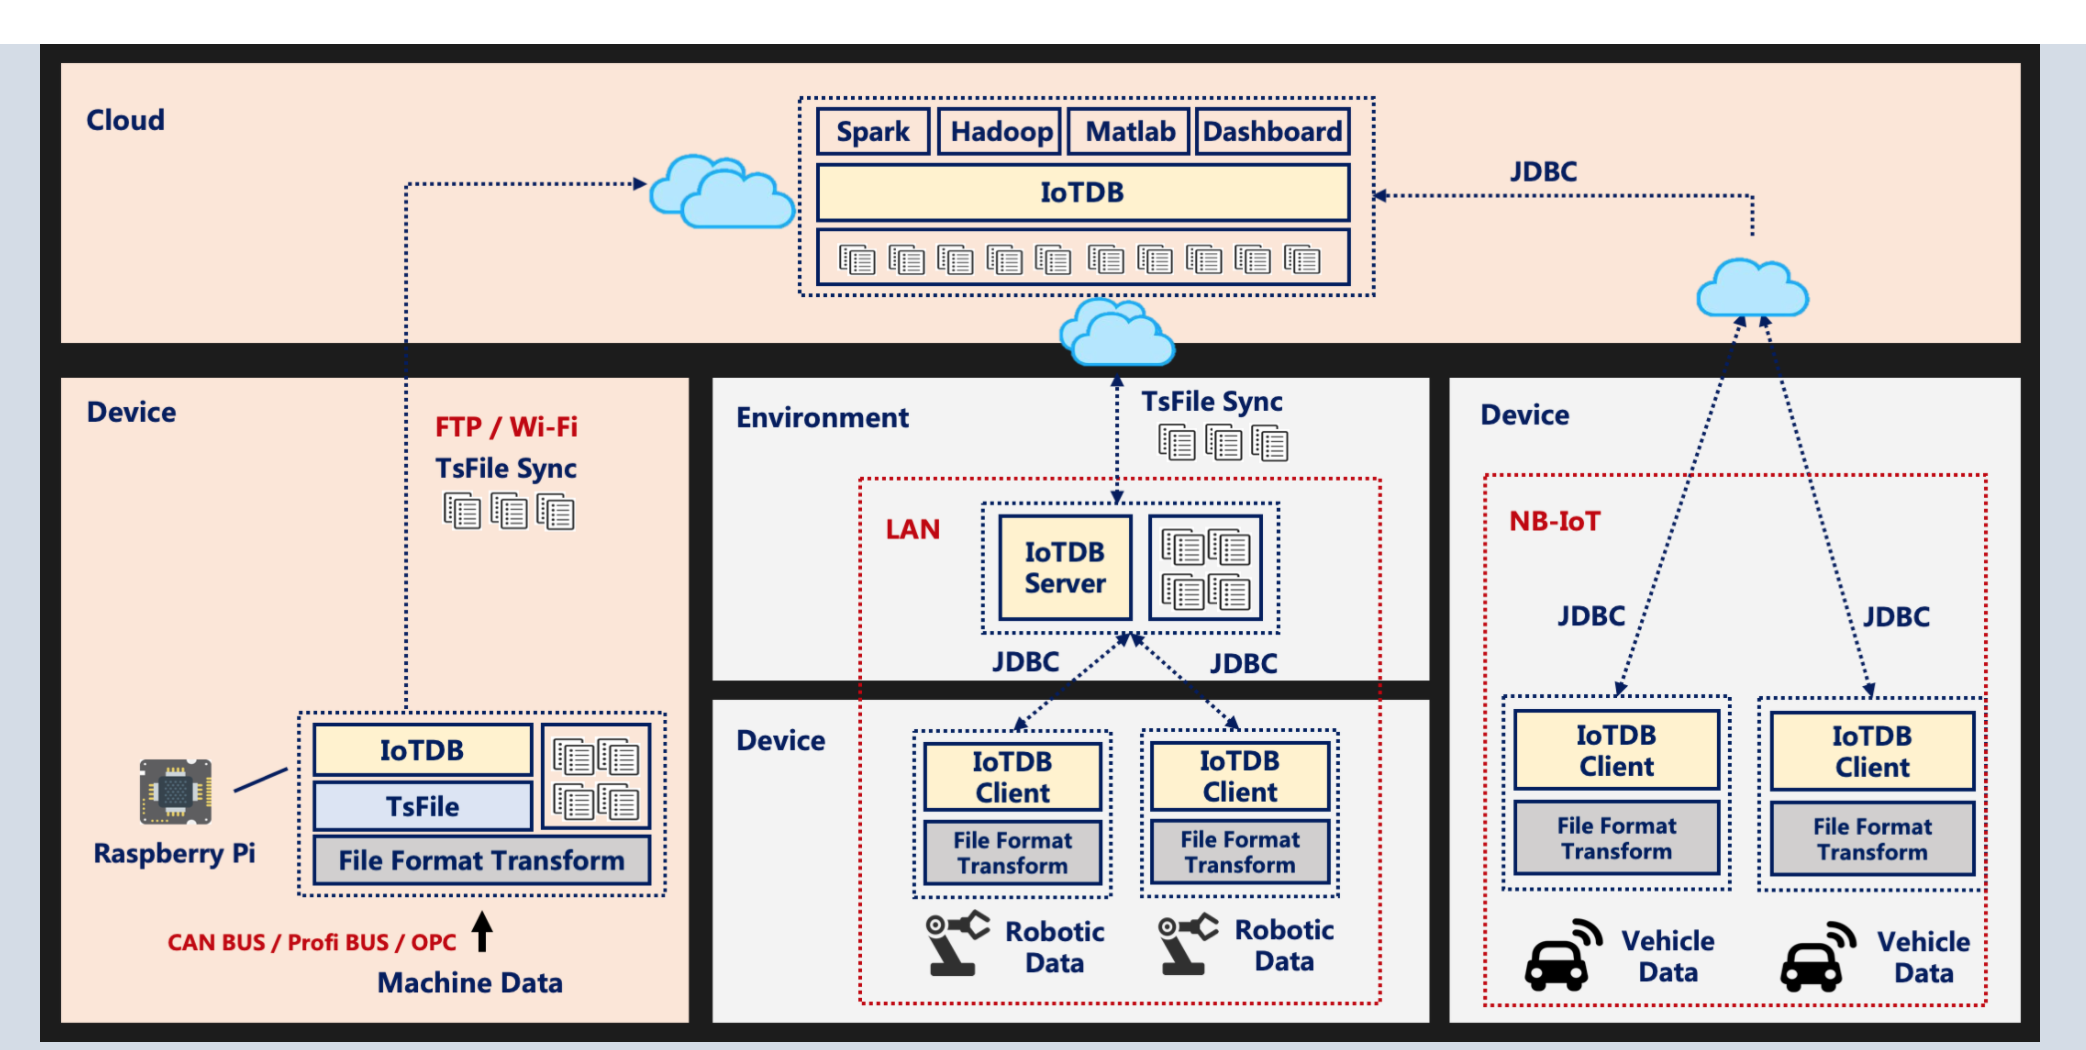 Cloud
Spark
Hadoop
Matlab
Dashboard
IoTDB
JDBC
Device
FTP / Wi-Fi
TsFile Sync
IoTDB
TsFile
File Format Transform
Raspberry Pi
CAN BUS / Profi BUS / OPC
Machine Data
Environment
TsFile Sync
LAN
IoTDB
Server
JDBC
JDBC
Device
IoTDB
Client
File Format
Transform
IoTDB
Client
File Format
Transform
Robotic
Data
Robotic
Data
Device
NB-IoT
JDBC
JDBC
IoTDB
Client
File Format
Transform
IoTDB
Client
File Format
Transform
Vehicle
Data
Vehicle
Data